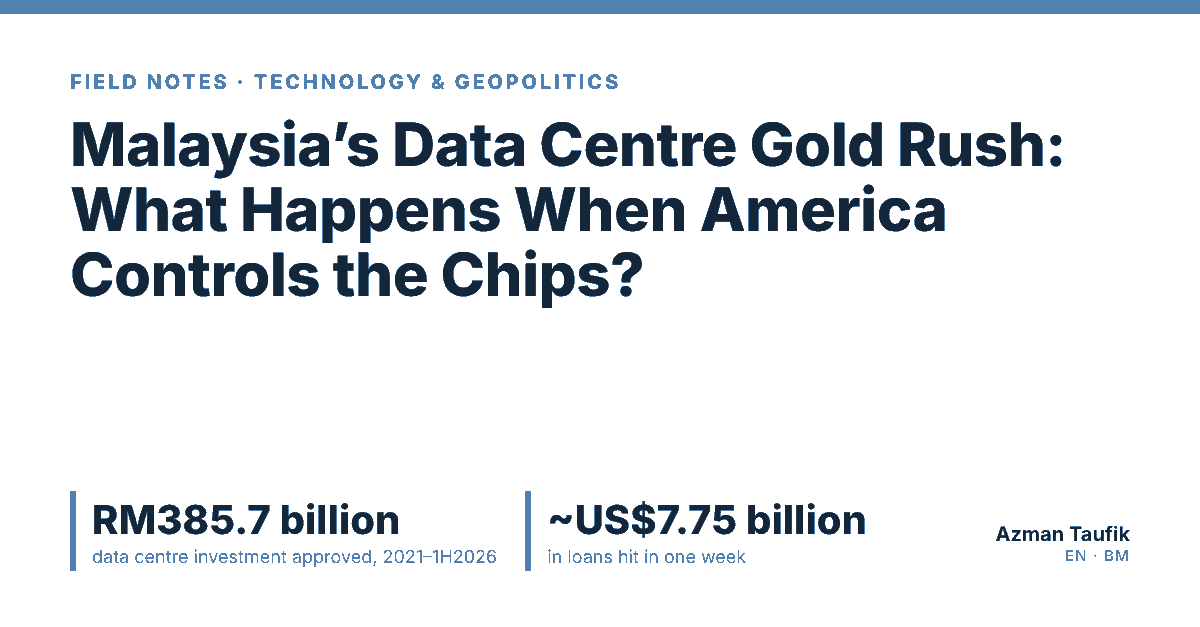 FIELD NOTES · TECHNOLOGY & GEOPOLITICS
Malaysia’s Data Centre Gold Rush:
What Happens When America
Controls the Chips?
RM385.7 billion
data centre investment approved, 2021–1H2026
~US$7.75 billion
in loans hit in one week
Azman Taufik
EN · BM